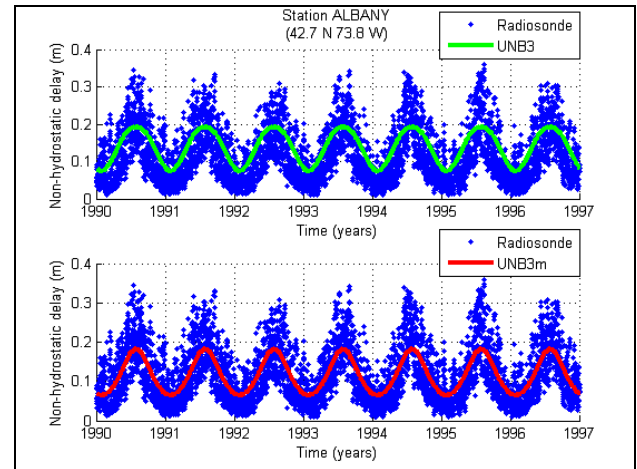 Station ALBANY
(42.7 N 73.8 W)
Radiosonde
UNB3
Non-hydrostatic delay (m)
0.4
0.3
0.2
0.1
0
1990 1991 1992 1993 1994 1995 1996 1997
Time (years)
Radiosonde
UNB3m
Non-hydrostatic delay (m)
0.4
0.3
0.2
0.1
0
1990 1991 1992 1993 1994 1995 1996 1997
Time (years)